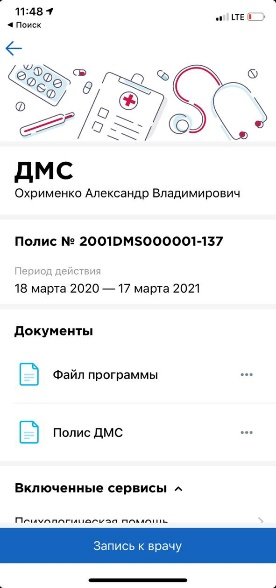 11:48
LTE
◀ Поиск
ДМС
Охрименко Александр Владимирович
Полис № 2001DMS000001-137
Период действия
18 марта 2020 — 17 марта 2021
Документы
Файл программы
Полис ДМС
Включенные сервисы
Психологическая помощь
Запись к врачу